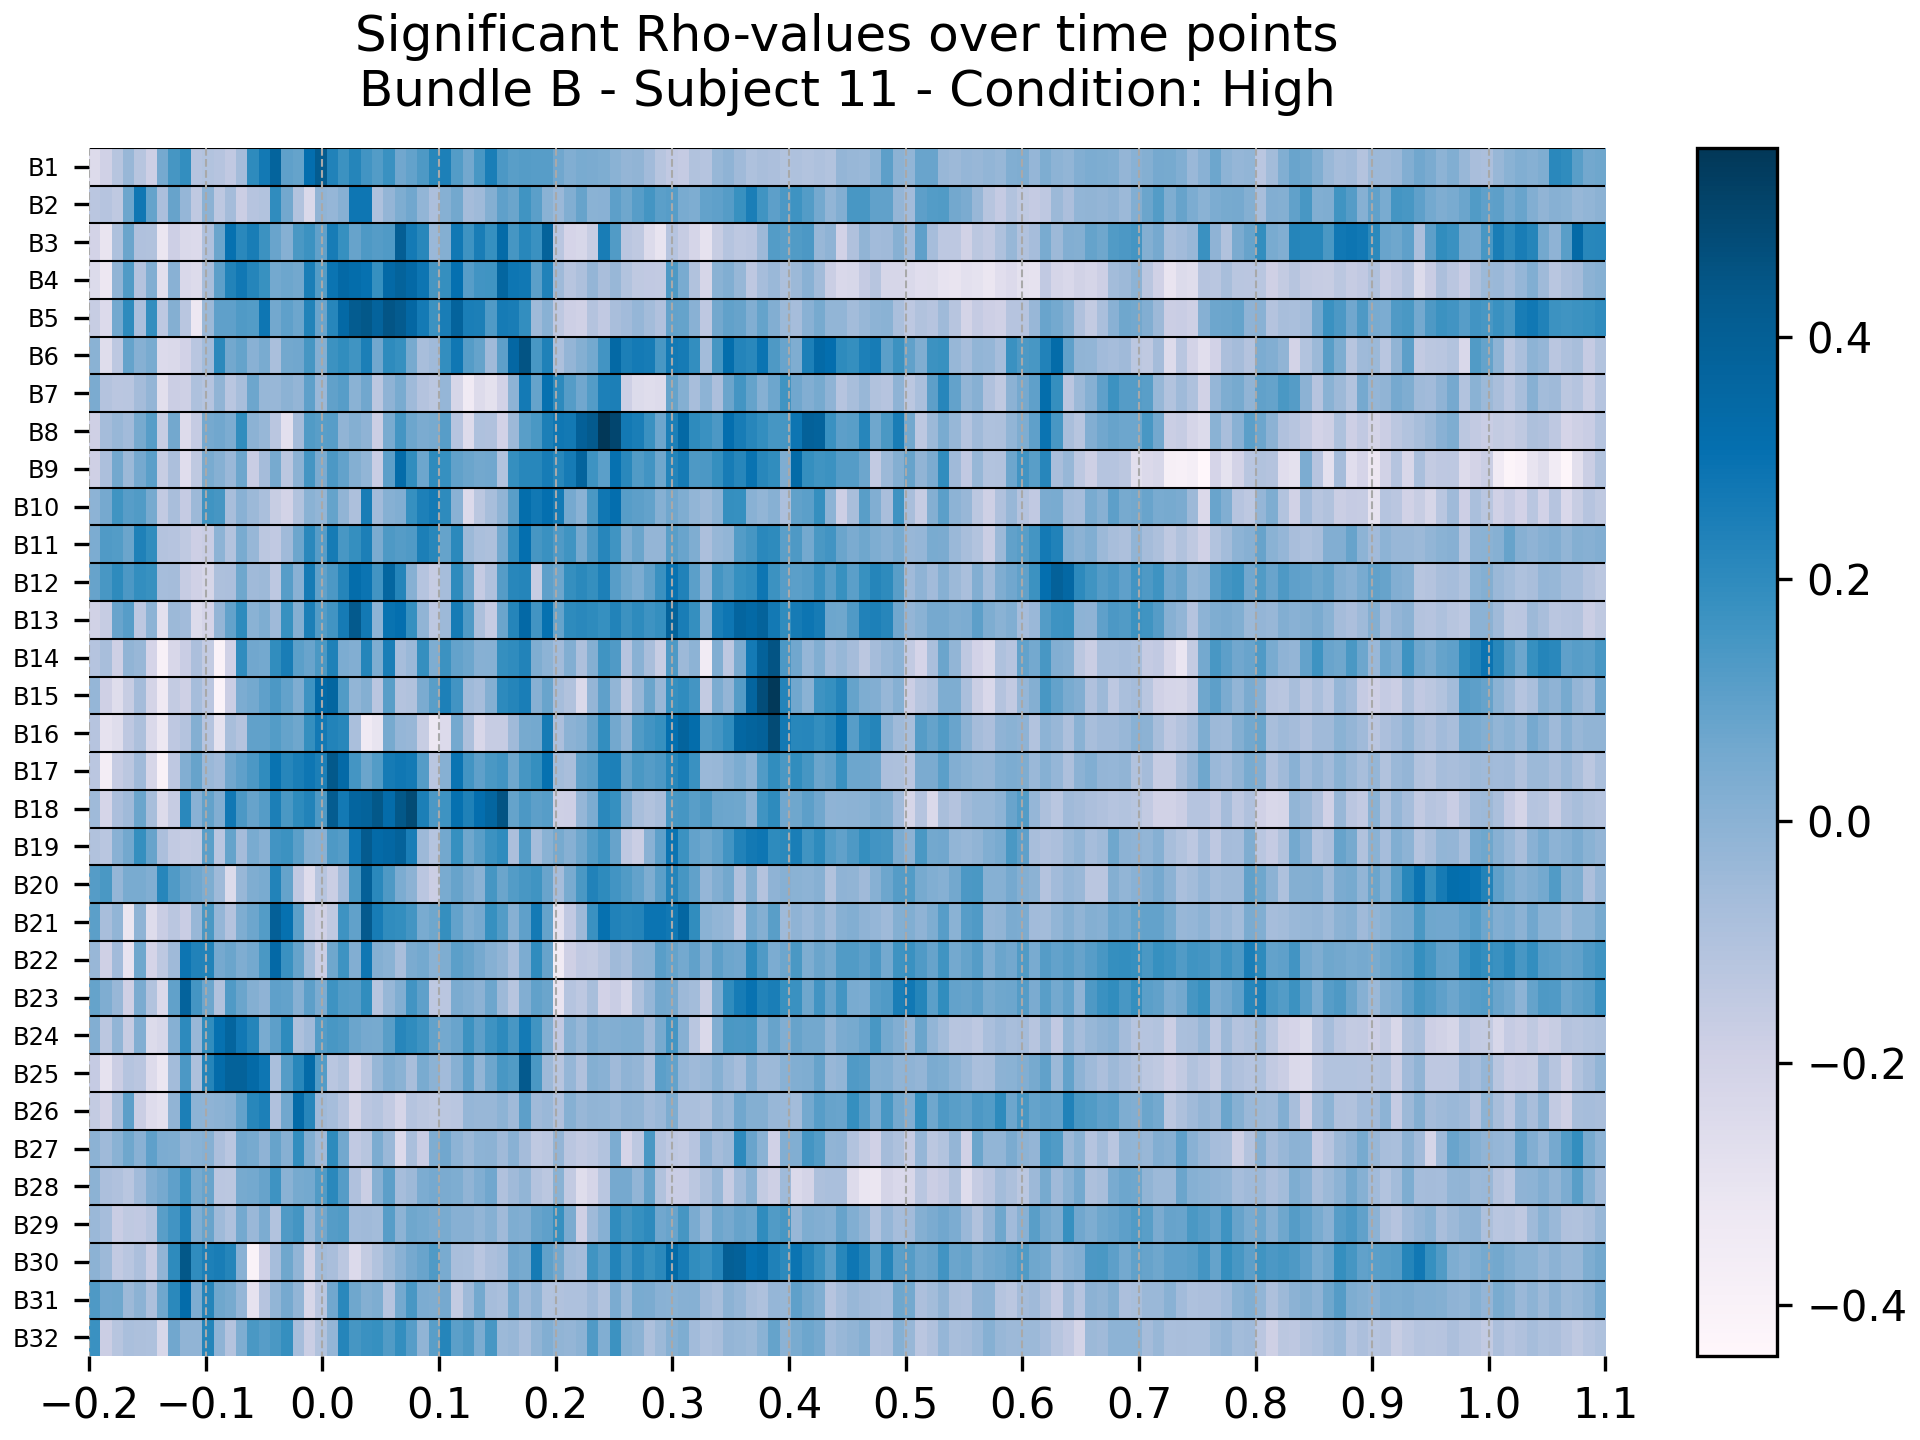 Significant Rho-values over time points
Bundle B - Subject 11 - Condition: High
B1
B2
B3
B4
B5
B6
B7
B8
B9
B10
B11
B12
B13
B14
B15
B16
B17
B18
B19
B20
B21
B22
B23
B24
B25
B26
B27
B28
B29
B30
B31
B32
−0.2 −0.1 0.0 0.1 0.2 0.3 0.4 0.5 0.6 0.7 0.8 0.9 1.0 1.1
0.4
0.2
0.0
−0.2
−0.4